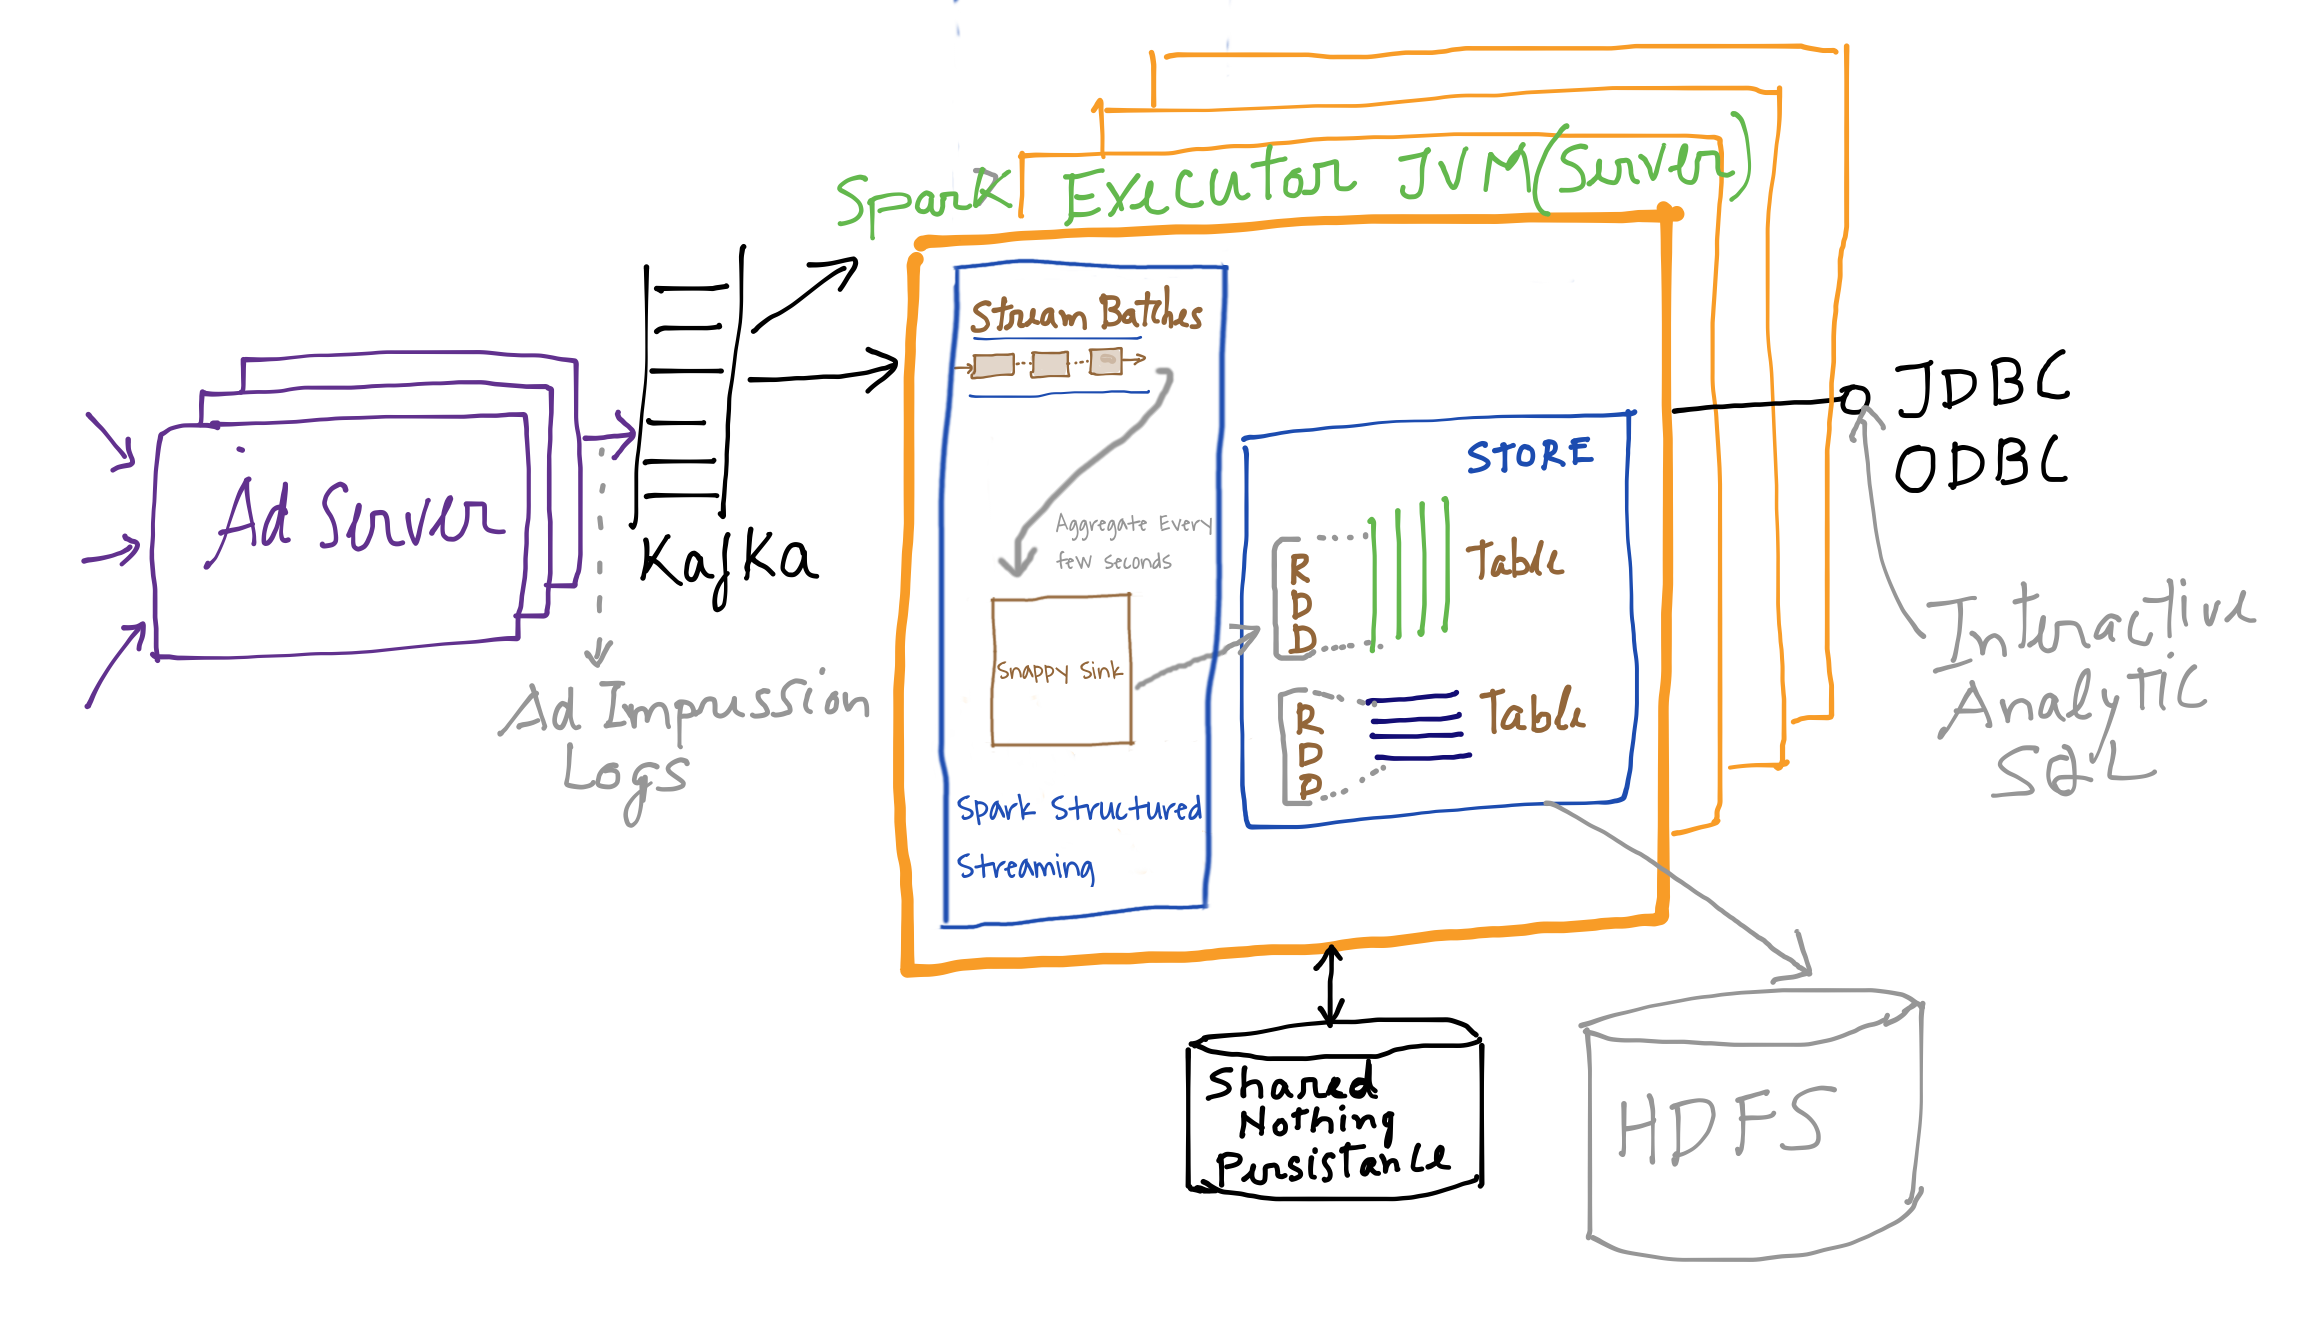 Spark Executor JVM (Server)
Stream Batches
Aggregate Every
few seconds
Snappy Sink
Spark Structured
Streaming
STORE
R
D
D
Table
R
D
D
Table
Ad Server
Kafka
Ad Impression
Logs
JDBC
ODBC
Interactive
Analytic
SQL
Shared
Nothing
Persistance
HDFS